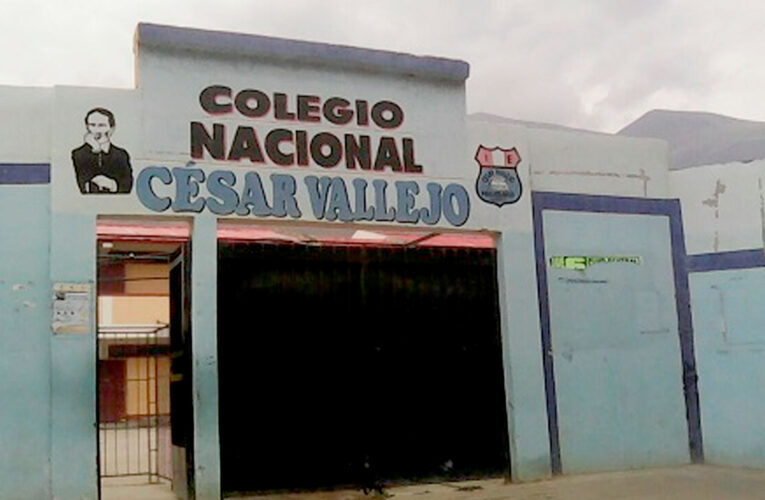 COLEGIO
NACIONAL
CÉSAR VALLEJO
I E